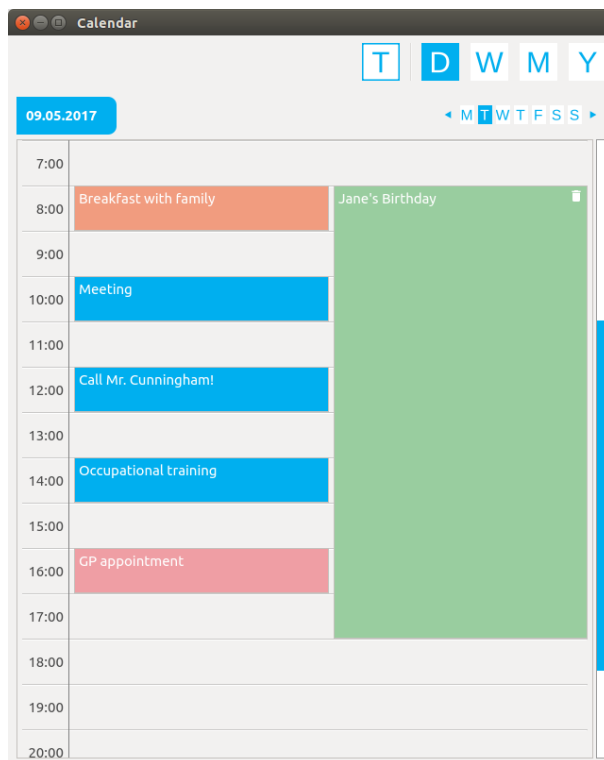 Calendar
T D W M Y
09.05.2017
M T W T F S S
7:00
8:00 Breakfast with family Jane's Birthday
9:00
10:00 Meeting
11:00
12:00 Call Mr. Cunningham!
13:00
14:00 Occupational training
15:00
16:00 GP appointment
17:00
18:00
19:00
20:00